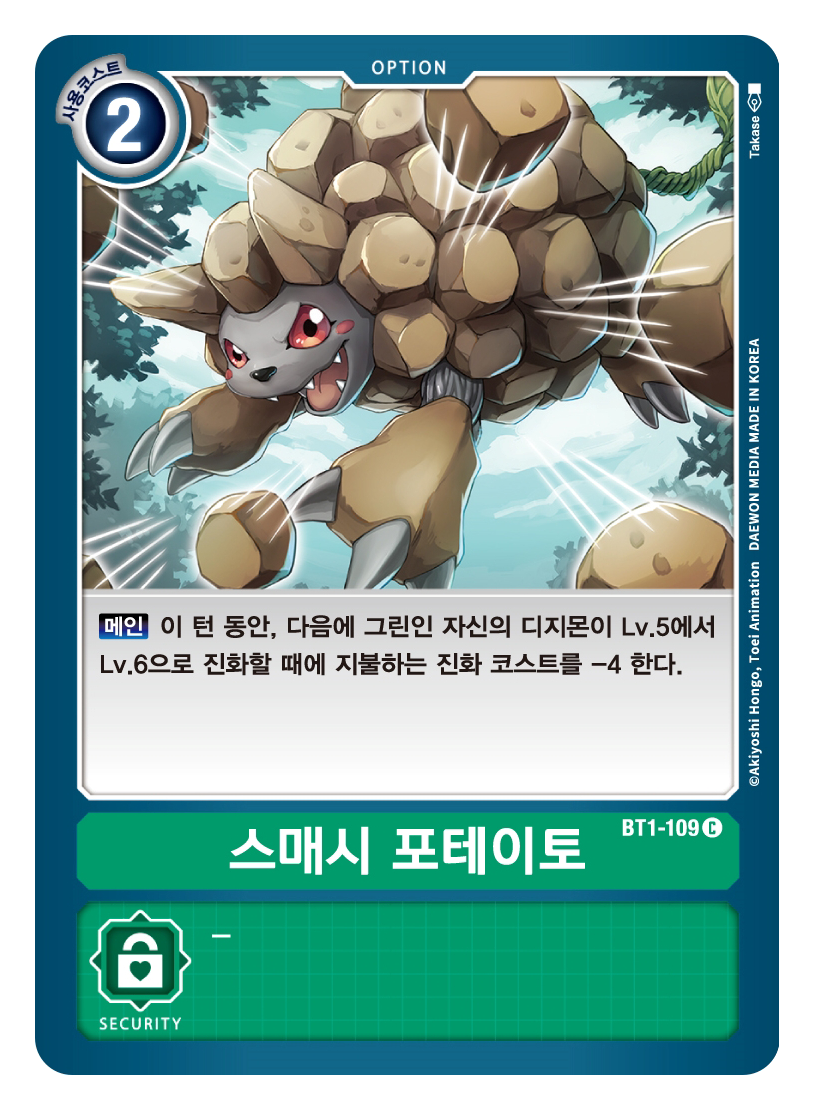 OPTION
사용코스트
2
Takase
메인 이 턴 동안, 다음에 그린인 자신의 디지몬이 Lv.5에서
Lv.6으로 진화할 때에 지불하는 진화 코스트를 −4 한다.
©Akiyoshi Hongo, Toei Animation DAEWON MEDIA MADE IN KOREA
BT1-109 C
스매시 포테이토
−
SECURITY